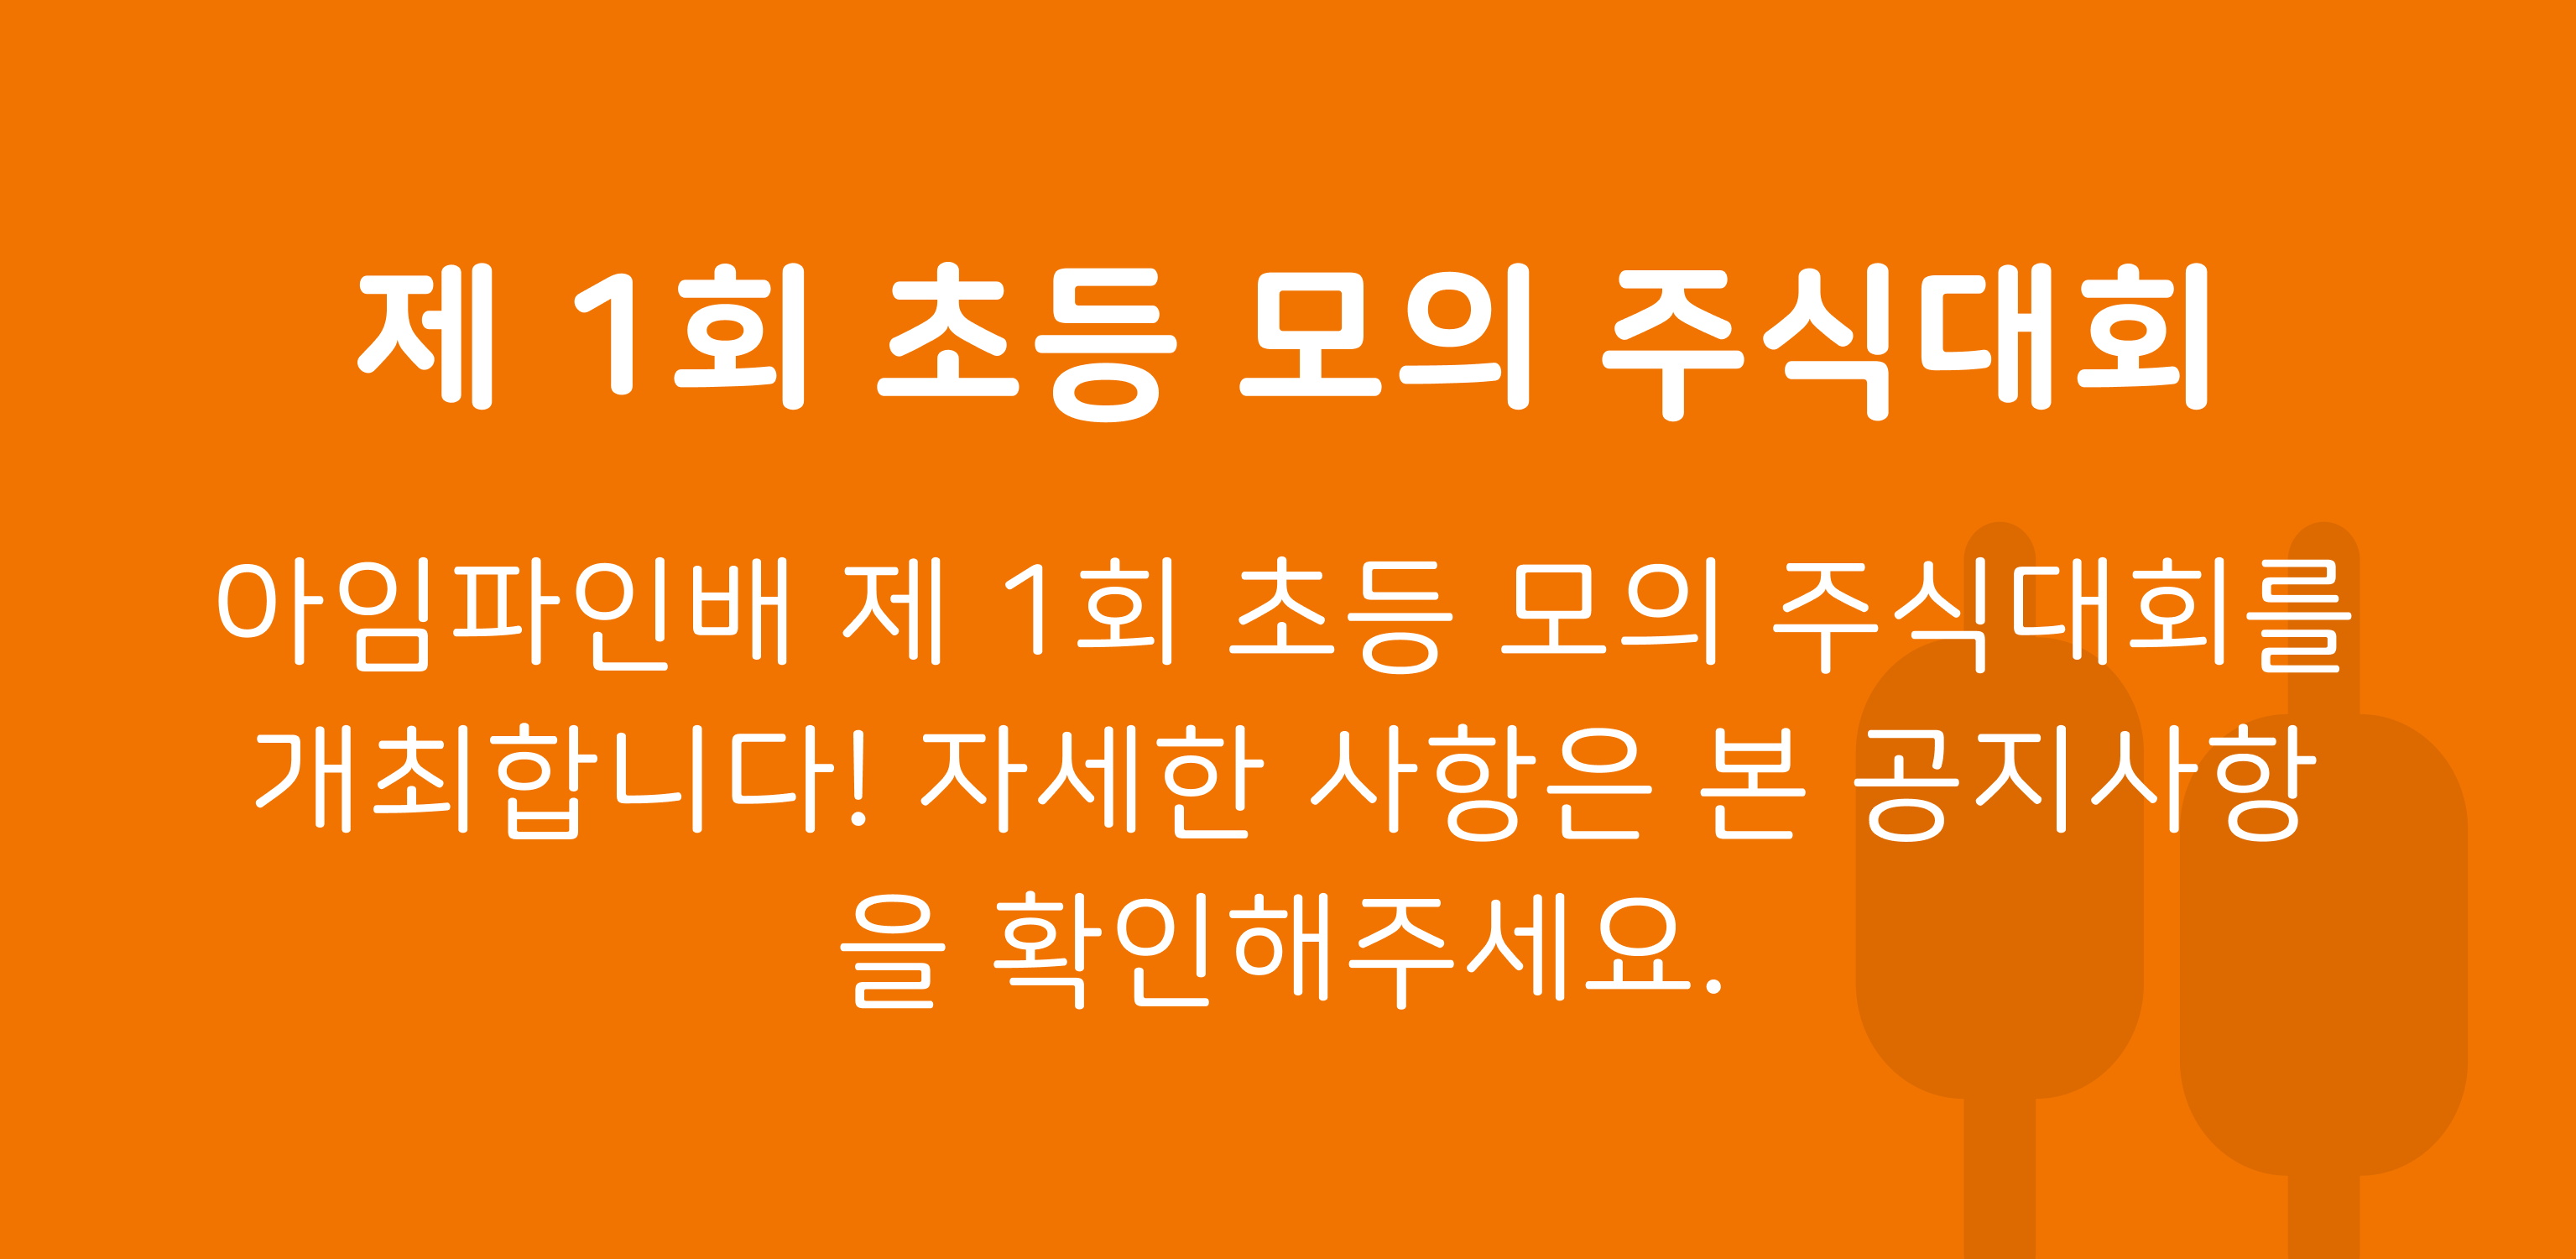 제 1회 초등 모의 주식대회
아임파인배 제 1회 초등 모의 주식대회를
개최합니다! 자세한 사항은 본 공지사항
을 확인해주세요.